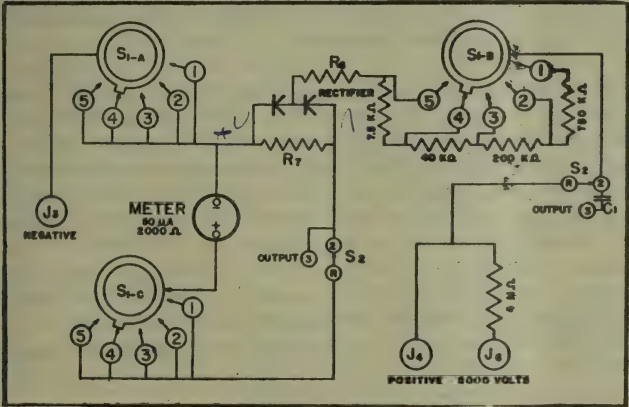 S1-A
1
5
4
3
2
J3
NEGATIVE
METER
50 µA
2000 Ω
S1-C
1
5
4
3
2
R6
RECTIFIER
R7
OUTPUT
3
2
S2
R
S1-B
1
5
4
3
2
7.5 KΩ
40 KΩ
200 KΩ
750 KΩ
S2
R
2
OUTPUT
3
C1
J4
J6
POSITIVE - 5000 VOLTS